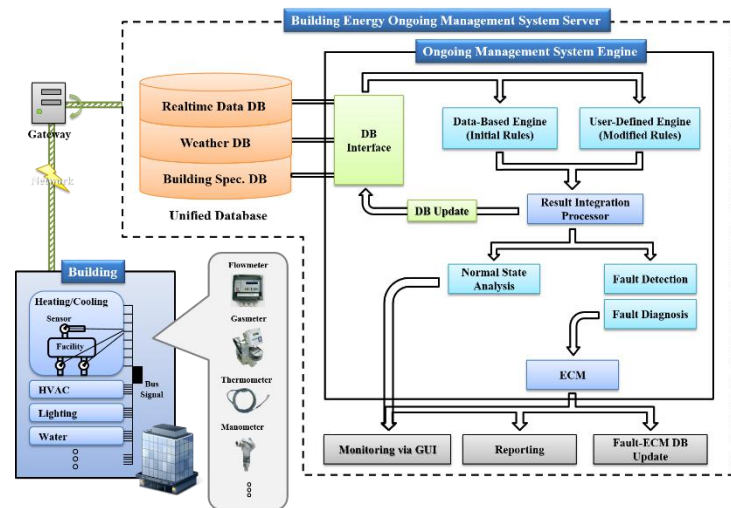 Building Energy Ongoing Management System Server
Ongoing Management System Engine
Gateway
Network
Realtime Data DB
Weather DB
Building Spec. DB
Unified Database
DB
Interface
Data-Based Engine
(Initial Rules)
User-Defined Engine
(Modified Rules)
DB Update
Result Integration
Processor
Normal State
Analysis
Fault Detection
Fault Diagnosis
ECM
Monitoring via GUI
Reporting
Fault-ECM DB
Update
Building
Heating/Cooling
Sensor
Facility
HVAC
Lighting
Water
Bus
Signal
Flowmeter
Gasmeter
Thermometer
Manometer